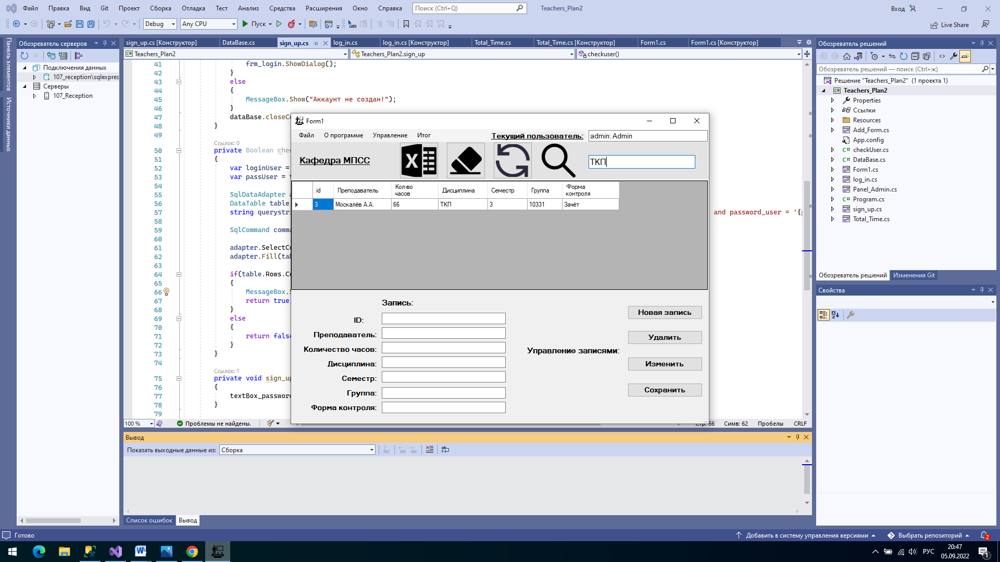 Файл Правка Вид Git Проект Сборка Отладка Тест Анализ Средства Расширения Окно Справка Поиск (Ctrl+Q) Teachers_Plan2 Вход
Debug Any CPU Пуск Live Share
Панель элементов
Источники данных
Обозреватель серверов
Подключения данных
107_reception\sqlexpres
Серверы
107_Reception
sign_up.cs [Конструктор] DataBase.cs sign_up.cs log_in.cs log_in.cs [Конструктор] Total_Time.cs Total_Time.cs [Конструктор] Form1.cs Form1.cs [Конструктор]
Teachers_Plan2 Teachers_Plan2.sign_up checkuser()
41 frm_login.ShowDialog();
42 }
43 else
44 {
45 MessageBox.Show("Аккаунт не создан!");
46 }
47 dataBase.closeCo
48 }
49
Ссылок: 0
50 private Boolean chec
51 {
52 var loginUser =
53 var passUser = t
54
55 SqlDataAdapter a
56 DataTable table
57 string querystri and password_user = '{p
58
59 SqlCommand comma
60
61 adapter.SelectCo
62 adapter.Fill(tab
63
64 if(table.Rows.Co
65 {
66 MessageBox.S
67 return true
68 }
69 else
70 {
71 return false
72 }
73 }
74
Ссылок: 1
75 private void sign_up
76 {
77 textBox_password
78 }
79
100 % Проблемы не найдены. Стр: 66 Симв: 62 Пробелы CRLF
Form1
Файл О программе Управление Итог Текущий пользователь: admin: Admin
Кафедра МПСС ТКП
id Преподаватель Кол-во часов Дисциплина Семестр Группа Форма контроля
3 Москалёв А.А. 66 ТКП 3 10331 Зачёт
Запись:
ID:
Преподаватель:
Количество часов:
Дисциплина:
Семестр:
Группа:
Форма контроля:
Управление записями:
Новая запись
Удалить
Изменить
Сохранить
Вывод
Показать выходные данные из: Сборка
Список ошибок Вывод
Обозреватель решений
Обозреватель решений — поиск (Ctrl+ж)
Решение "Teachers_Plan2" (1 проекта 1)
Teachers_Plan2
Properties
Ссылки
Resources
Add_Form.cs
App.config
checkUser.cs
DataBase.cs
Form1.cs
log_in.cs
Panel_Admin.cs
Program.cs
sign_up.cs
Total_Time.cs
Обозреватель решений Изменения Git
Свойства
Готово Добавить в систему управления версиями Выбрать репозиторий 2
РУС 20:47 05.09.2022 1